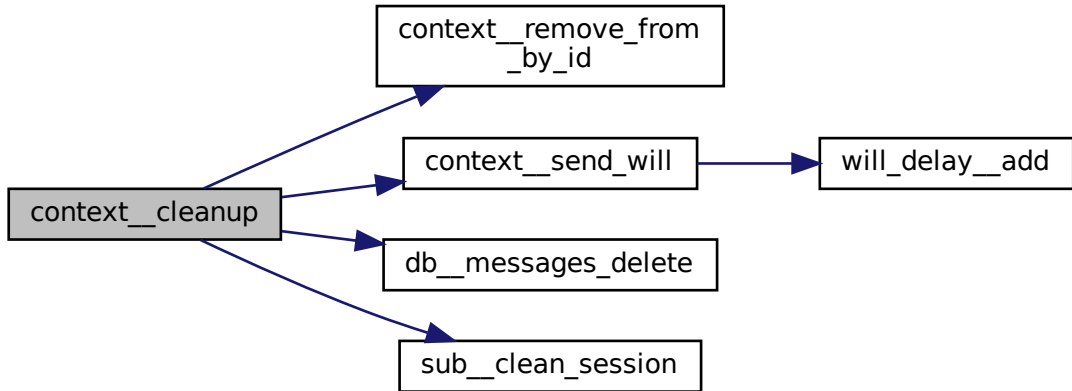 context__remove_from
_by_id
context__send_will
will_delay__add
context__cleanup
db__messages_delete
sub__clean_session